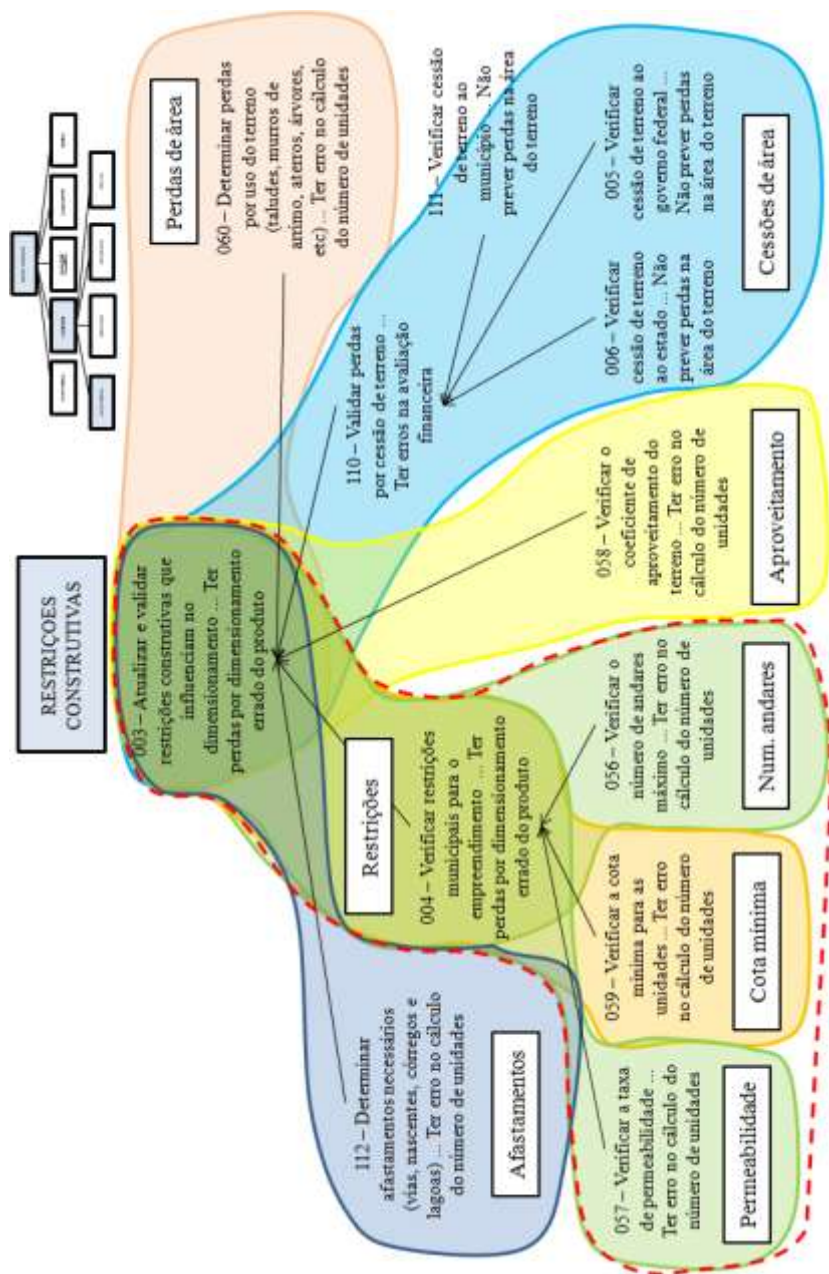 RESTRIÇOES
CONSTRUTIVAS
003 – Atualizar e validar
restrições construtivas que
influenciam no
dimensionamento ... Ter
perdas por dimensionamento
errado do produto
112 – Determinar
afastamentos necessários
(vias, nascentes, córregos e
lagoas) ... Ter erro no cálculo
do número de unidades
Afastamentos
Restrições
004 – Verificar restrições
municipais para o
empreendimento ... Ter
perdas por dimensionamento
errado do produto
057 – Verificar a taxa
de permeabilidade ...
Ter erro no cálculo do
número de unidades
Permeabilidade
059 – Verificar a cota
mínima para as
unidades ... Ter erro
no cálculo do número
de unidades
Cota mínima
056 – Verificar o
número de andares
máximo ... Ter erro no
cálculo do número de
unidades
Num. andares
058 – Verificar o
coeficiente de
aproveitamento do
terreno ... Ter erro no
cálculo do número de
unidades
Aproveitamento
110 – Validar perdas
por cessão de terreno ...
Ter erros na avaliação
financeira
006 – Verificar
cessão de terreno
ao estado ... Não
prever perdas na
área do terreno
005 – Verificar
cessão de terreno ao
governo federal ...
Não prever perdas
na área do terreno
Cessões de área
111 – Verificar cessão
de terreno ao
município ... Não
prever perdas na área
do terreno
Perdas de área
060 – Determinar perdas
por uso do terreno
(taludes, murros de
arrimo, aterros, árvores,
etc) ... Ter erro no cálculo
do número de unidades